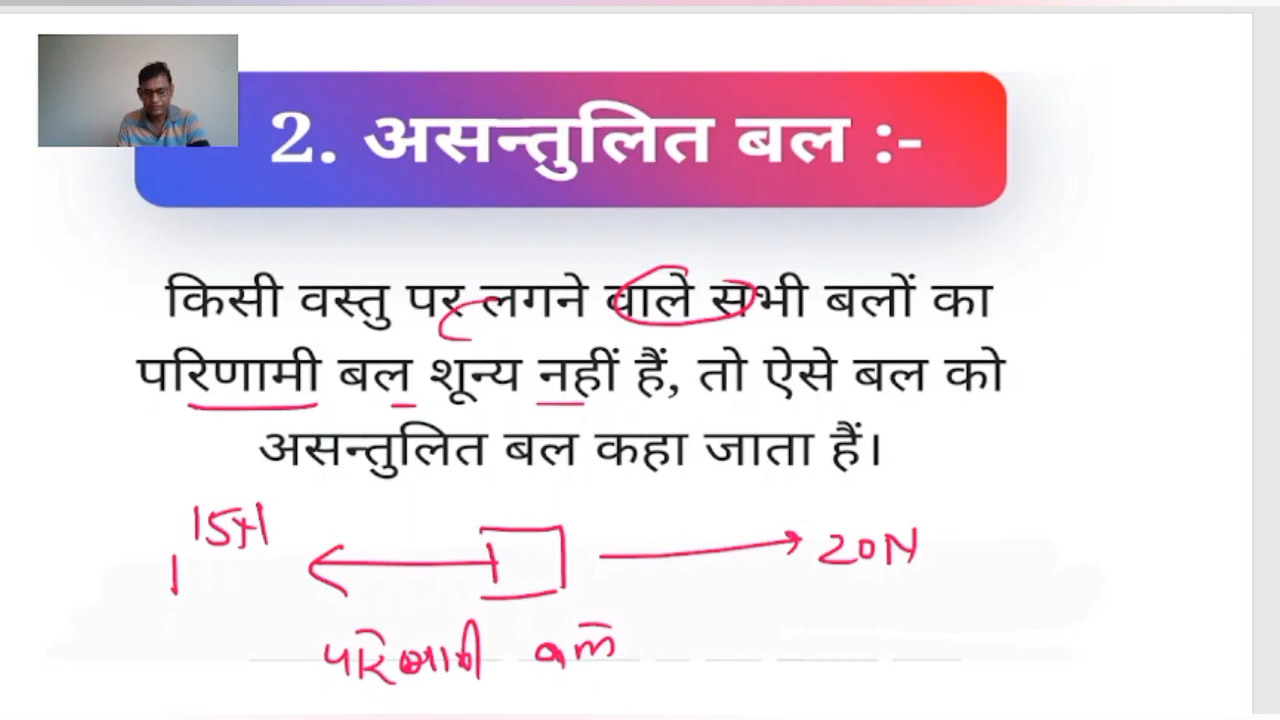 2. असन्तुलित बल :-
किसी वस्तु पर लगने वाले सभी बलों का
परिणामी बल शून्य नहीं हैं, तो ऐसे बल को
असन्तुलित बल कहा जाता हैं।
15N
20N
परिणामी बल